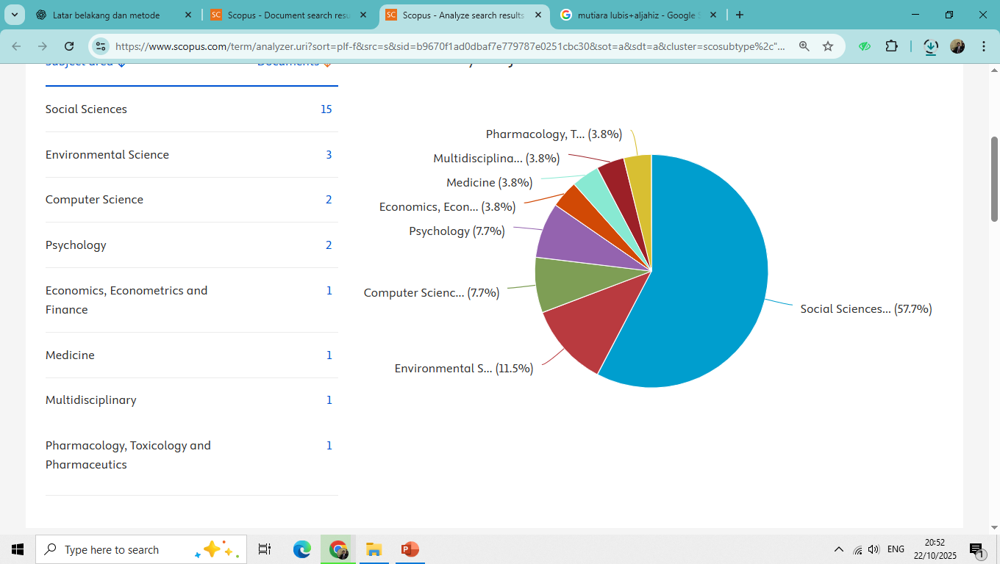 Latar belakang dan metode
Scopus - Document search resu
Scopus - Analyze search results
mutiara lubis+aljahiz - Google S
https://www.scopus.com/term/analyzer.uri?sort=plf-f&src=s&sid=b9670f1ad0dbaf7e779787e0251cbc30&sot=a&sdt=a&cluster=scosubtype%2c"...
Subject area
Documents
Social Sciences 15
Environmental Science 3
Computer Science 2
Psychology 2
Economics, Econometrics and
Finance 1
Medicine 1
Multidisciplinary 1
Pharmacology, Toxicology and
Pharmaceutics 1
Pharmacology, T... (3.8%)
Multidisciplina... (3.8%)
Medicine (3.8%)
Economics, Econ... (3.8%)
Psychology (7.7%)
Computer Scienc... (7.7%)
Environmental S... (11.5%)
Social Sciences... (57.7%)
Type here to search
ENG
20:52
22/10/2025
1